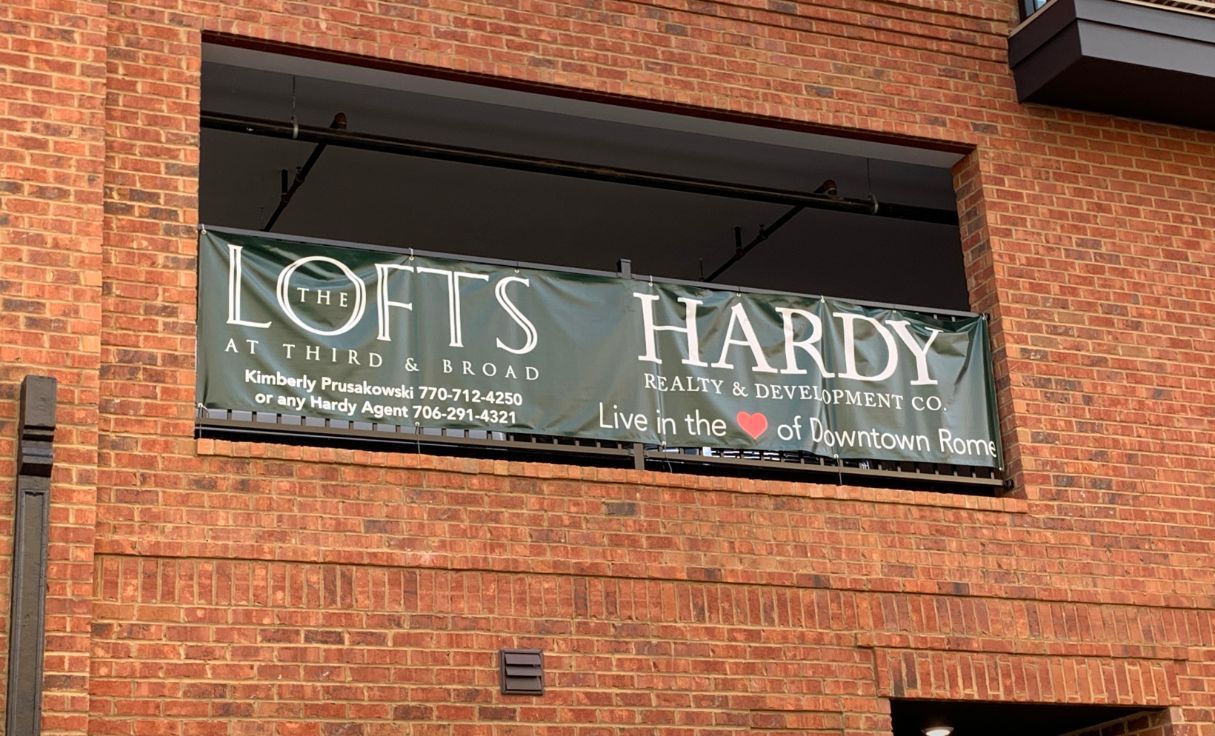 THE LOFTS
AT THIRD & BROAD
Kimberly Prusakowski 770-712-4250
or any Hardy Agent 706-291-4321
HARDY
REALTY & DEVELOPMENT CO.
Live in the ❤ of Downtown Rome